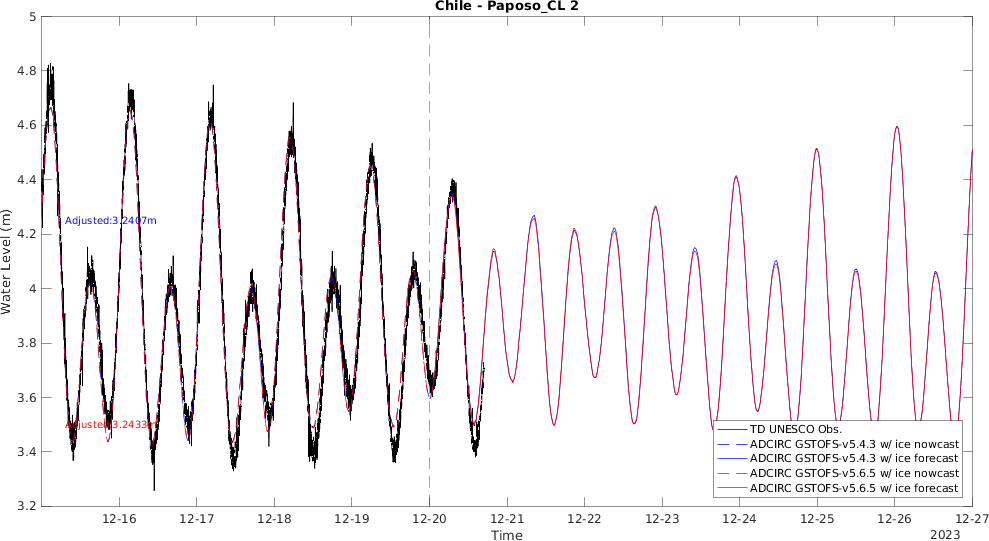 Chile - Paposo_CL 2
5
4.8
4.6
4.4
4.2
4
3.8
3.6
3.4
3.2
Water Level (m)
Adjusted:3.2407m
Adjusted:3.2433m
TD UNESCO Obs.
ADCIRC GSTOFS-v5.4.3 w/ ice nowcast
ADCIRC GSTOFS-v5.4.3 w/ ice forecast
ADCIRC GSTOFS-v5.6.5 w/ ice nowcast
ADCIRC GSTOFS-v5.6.5 w/ ice forecast
12-16 12-17 12-18 12-19 12-20 12-21 12-22 12-23 12-24 12-25 12-26 12-27
Time
2023